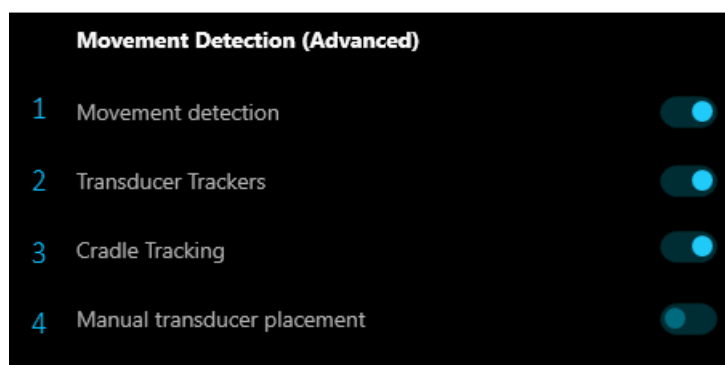 Movement Detection (Advanced)
1 Movement detection
2 Transducer Trackers
3 Cradle Tracking
4 Manual transducer placement